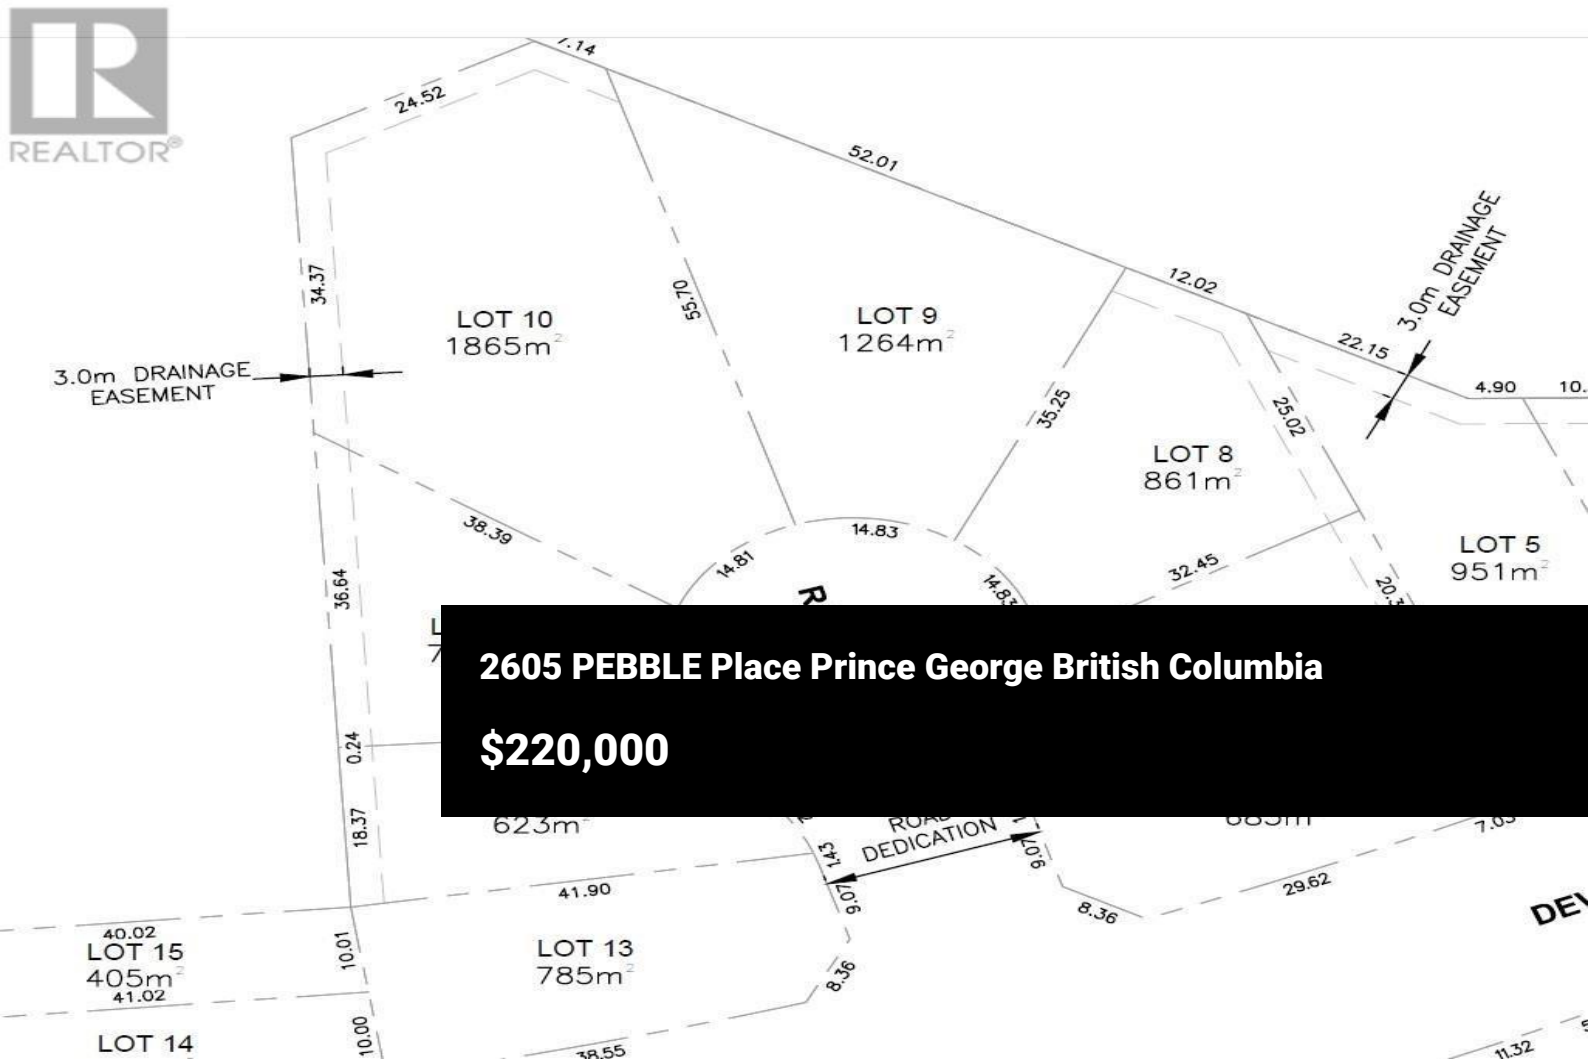 REALTOR®
7.14
24.52
52.01
34.37
55.70
12.02
3.0m DRAINAGE
EASEMENT
LOT 10
1865m²
LOT 9
1264m²
22.15
3.0m DRAINAGE
EASEMENT
4.90
35.25
25.02
LOT 8
861m²
38.39
14.81
14.83
14.83
32.45
LOT 5
951m²
36.64
R
2605 PEBBLE Place Prince George British Columbia
$220,000
0.24
18.37
623m²
ROAD
DEDICATION
1.43
9.07
9.07
41.90
8.36
29.62
40.02
LOT 15
405m²
41.02
10.01
LOT 13
785m²
8.36
LOT 14
10.00
38.55
11.32